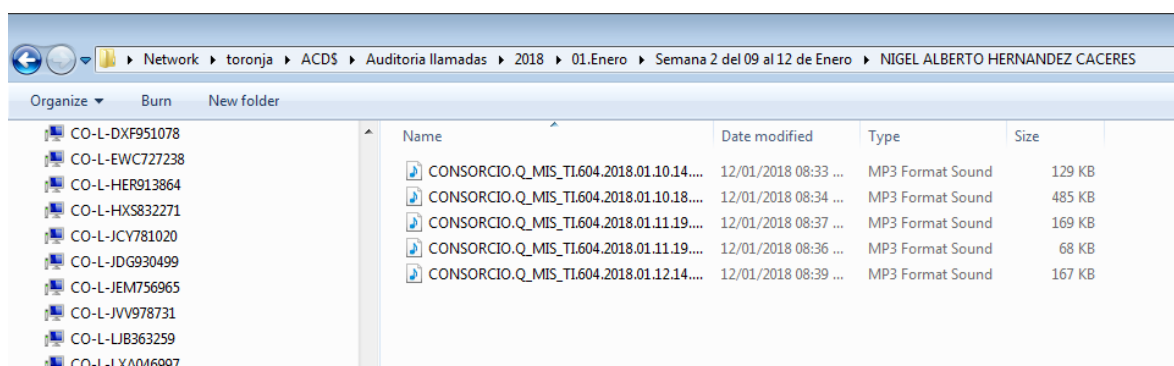 Network ▸ toronja ▸ ACD$ ▸ Auditoria llamadas ▸ 2018 ▸ 01.Enero ▸ Semana 2 del 09 al 12 de Enero ▸ NIGEL ALBERTO HERNANDEZ CACERES
Organize Burn New folder
CO-L-DXF951078
CO-L-EWC727238
CO-L-HER913864
CO-L-HXS832271
CO-L-JCY781020
CO-L-JDG930499
CO-L-JEM756965
CO-L-JVV978731
CO-L-LJB363259
CO-L-LXA046997
Name Date modified Type Size
CONSORCIO.Q_MIS_TI.604.2018.01.10.14.... 12/01/2018 08:33 ... MP3 Format Sound 129 KB
CONSORCIO.Q_MIS_TI.604.2018.01.10.18.... 12/01/2018 08:34 ... MP3 Format Sound 485 KB
CONSORCIO.Q_MIS_TI.604.2018.01.11.19.... 12/01/2018 08:37 ... MP3 Format Sound 169 KB
CONSORCIO.Q_MIS_TI.604.2018.01.11.19.... 12/01/2018 08:36 ... MP3 Format Sound 68 KB
CONSORCIO.Q_MIS_TI.604.2018.01.12.14.... 12/01/2018 08:39 ... MP3 Format Sound 167 KB